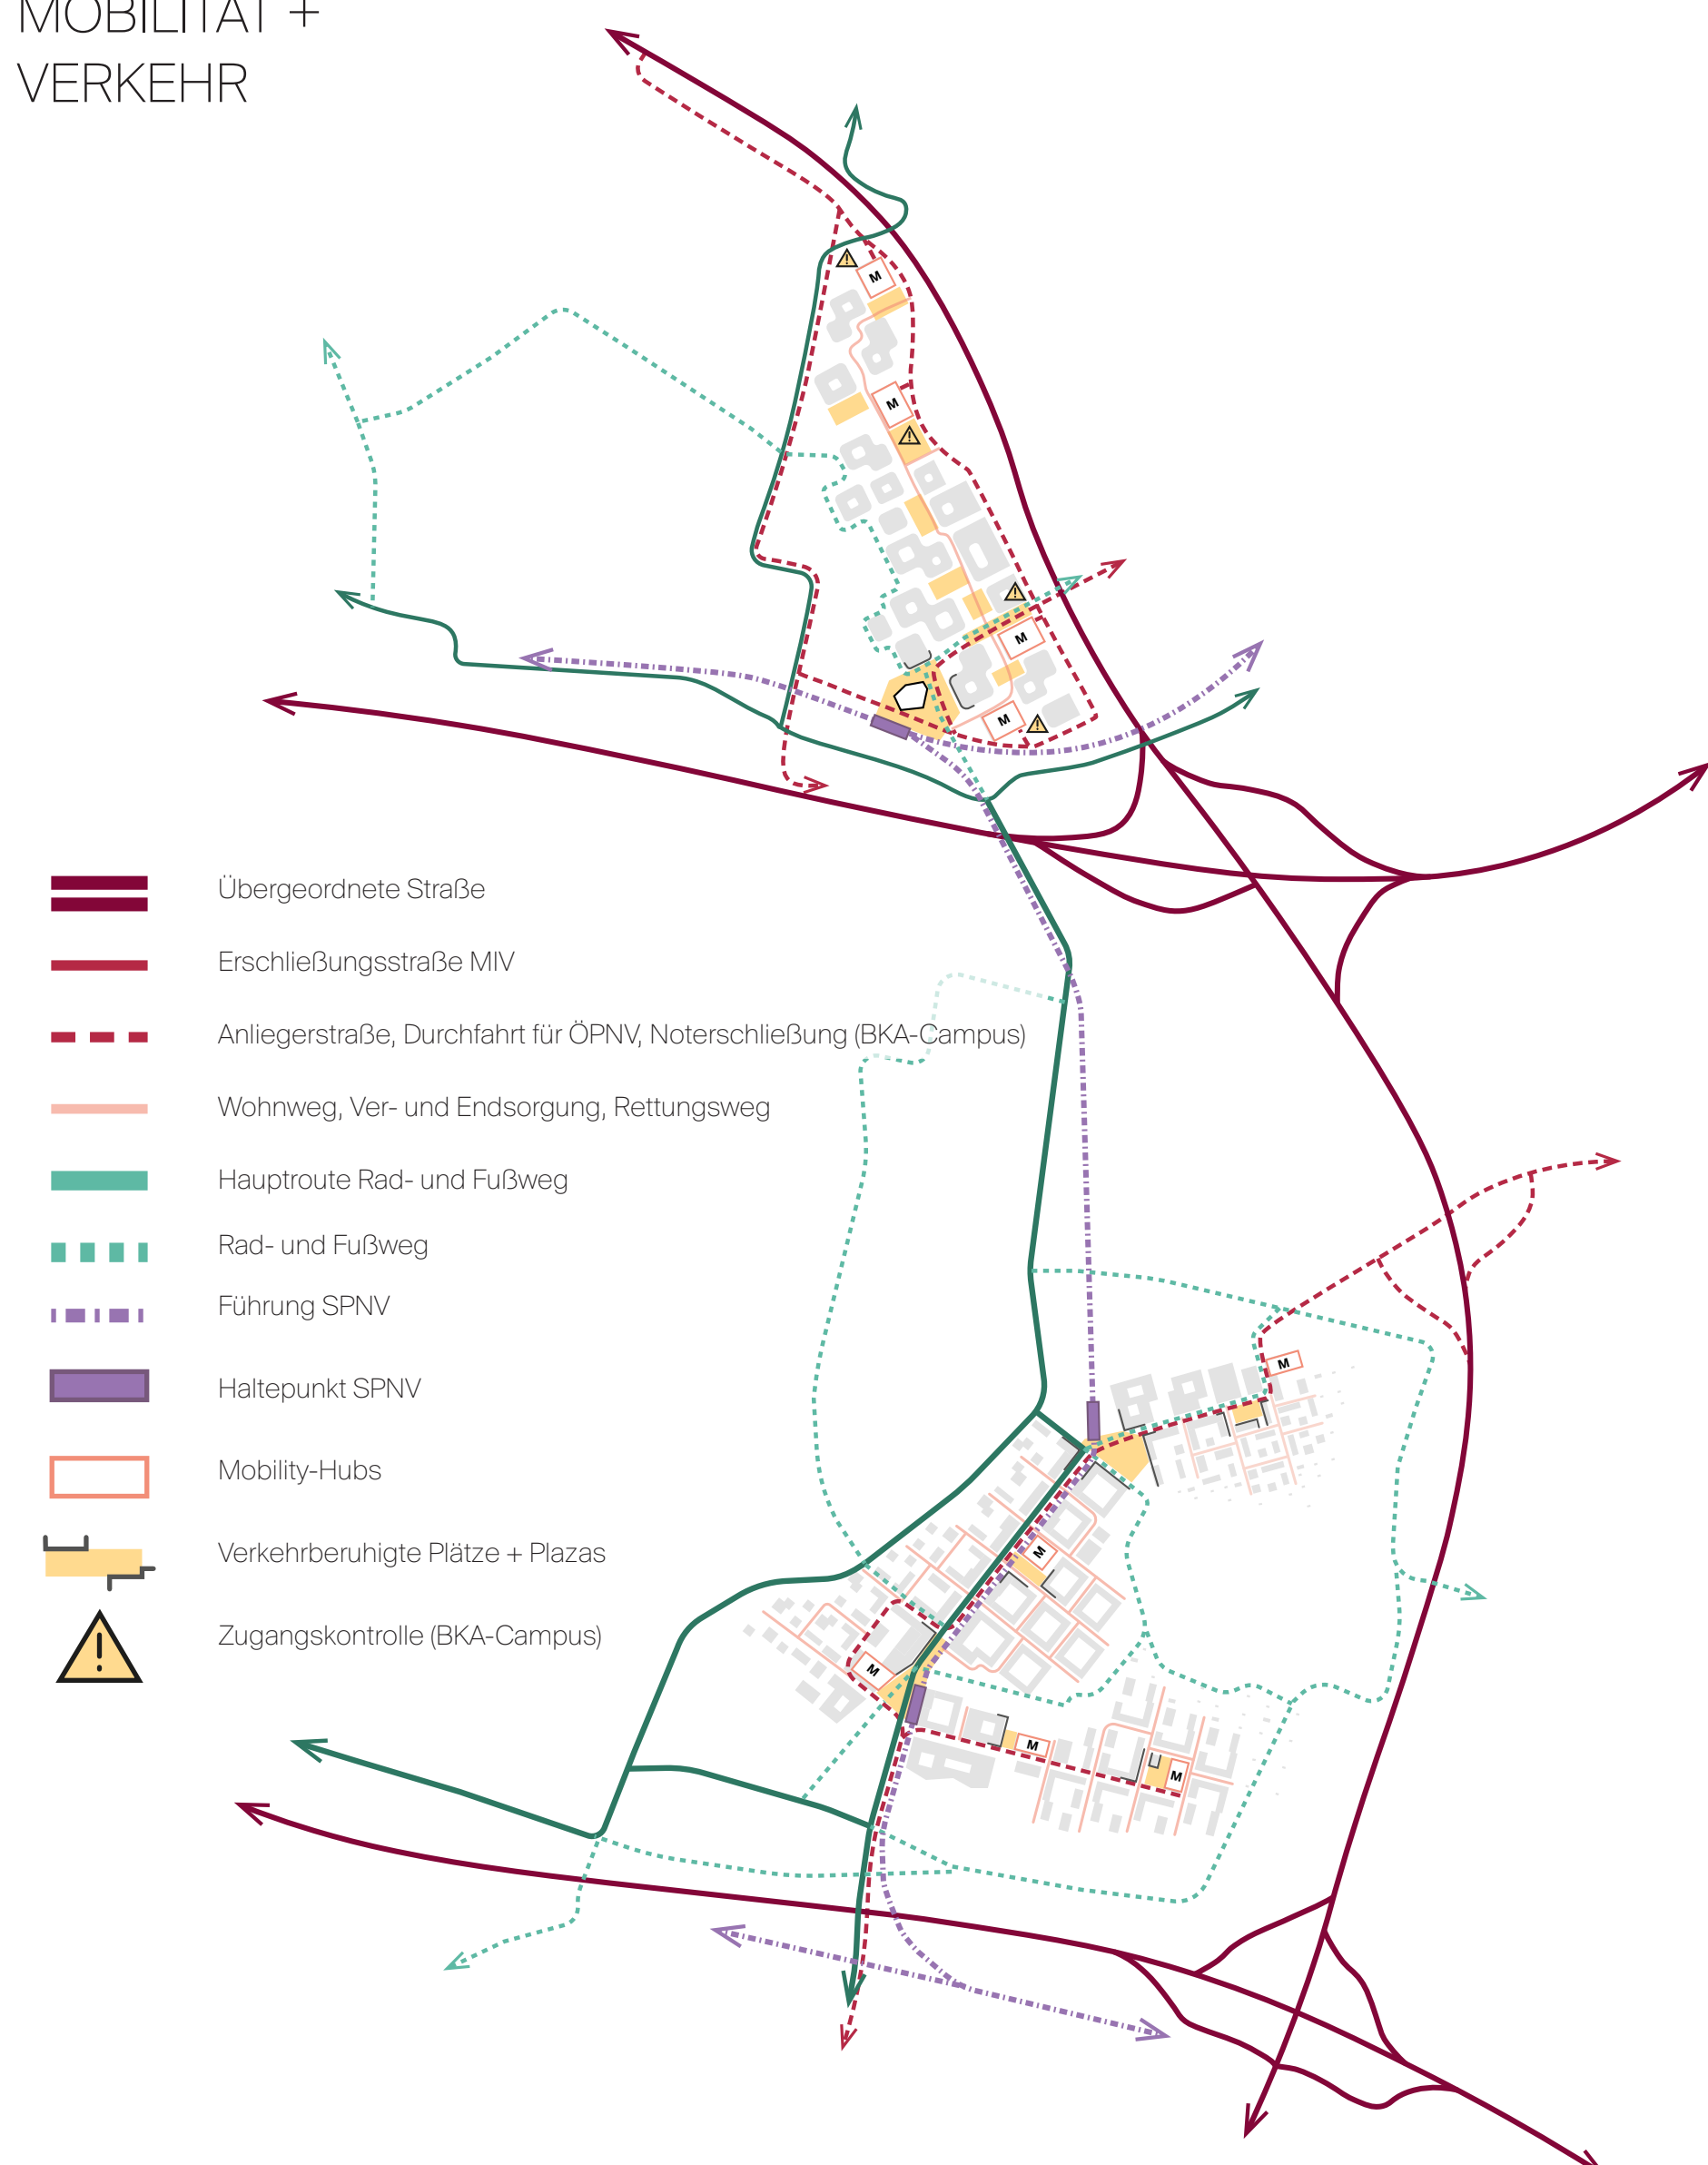 MOBILITÄT +
VERKEHR
M
M
M
M
Übergeordnete Straße
Erschließungsstraße MIV
Anliegerstraße, Durchfahrt für ÖPNV, Noterschließung (BKA-Campus)
Wohnweg, Ver- und Endsorgung, Rettungsweg
Hauptroute Rad- und Fußweg
Rad- und Fußweg
Führung SPNV
Haltepunkt SPNV
Mobility-Hubs
Verkehrberuhigte Plätze + Plazas
Zugangskontrolle (BKA-Campus)
M
M
M
M
M